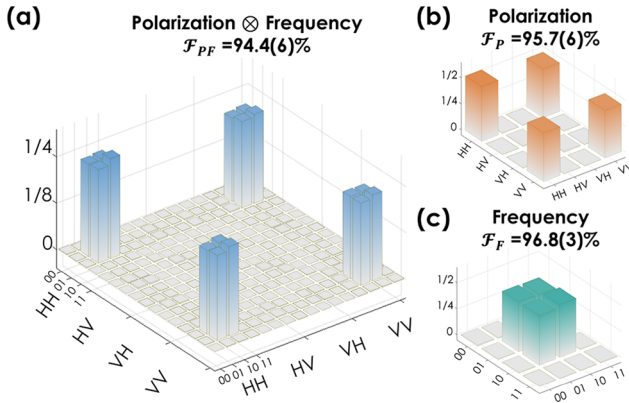 (a)
Polarization ⊗ Frequency
ℱPF =94.4(6)%
1/4
1/8
0
00
01
10
11
HH
HV
VH
VV
00 01 10 11
HH
HV
VH
VV
(b)
Polarization
ℱP =95.7(6)%
1/2
1/4
0
HH
HV
VH
VV
HH
HV
VH
VV
(c)
Frequency
ℱF =96.8(3)%
1/2
1/4
0
00
01
10
11
00
01
10
11